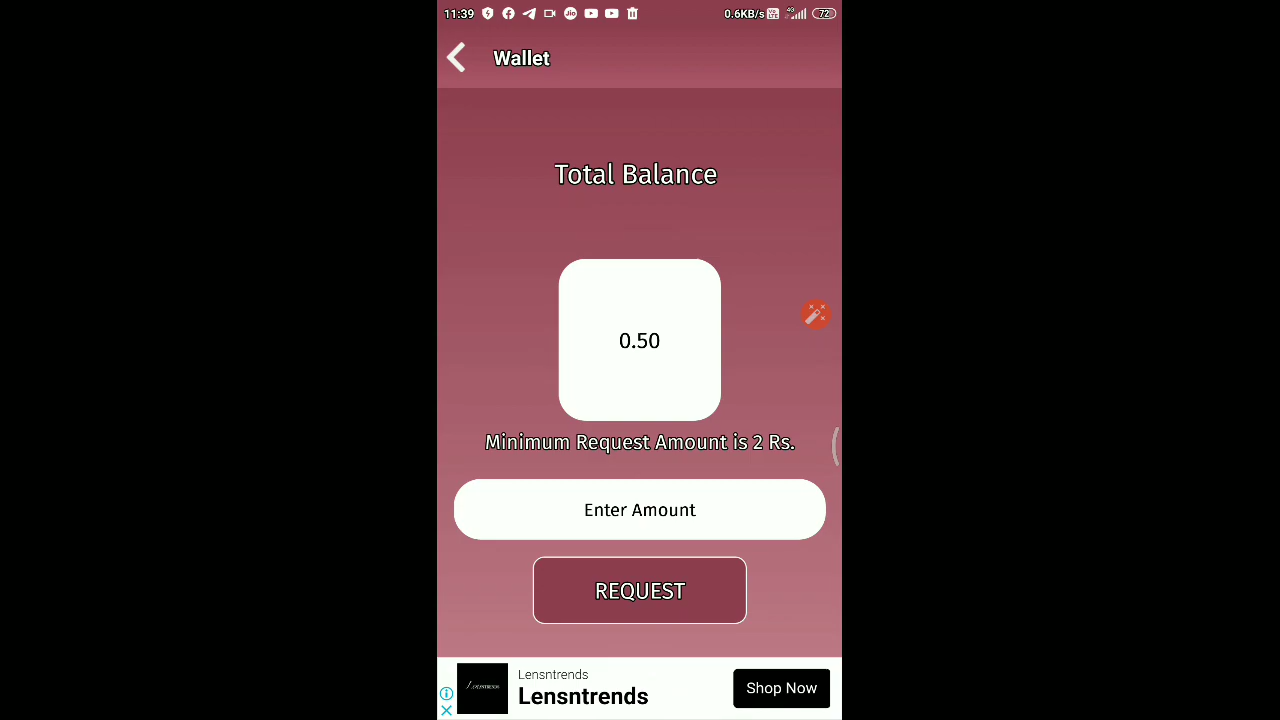 11:39 0.6KB/s 4G 72
Wallet
Total Balance
0.50
Minimum Request Amount is 2 Rs.
Enter Amount
REQUEST
Lensntrends
Lensntrends
Shop Now